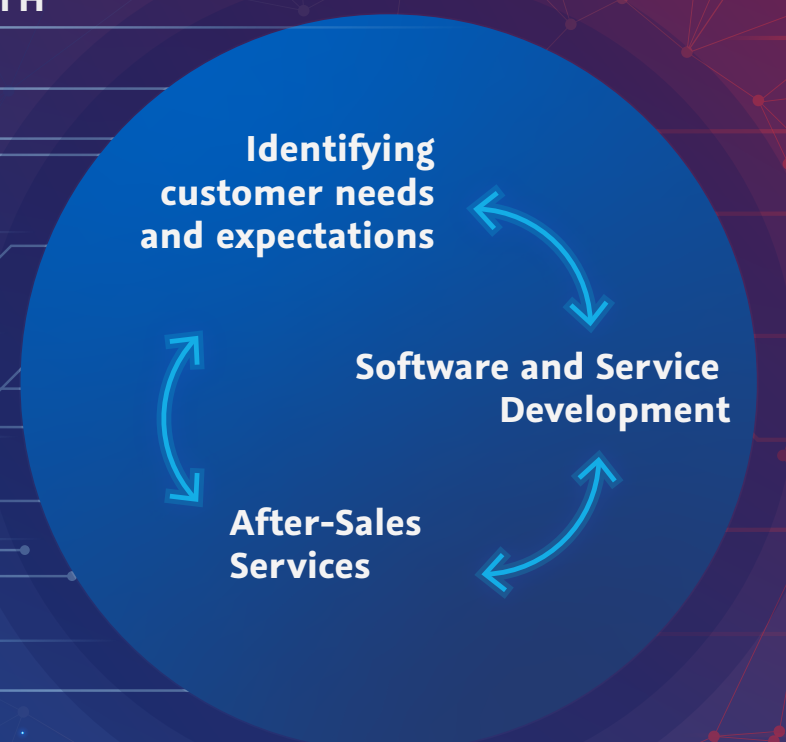 Identifying
customer needs
and expectations
Software and Service
Development
After-Sales
Services